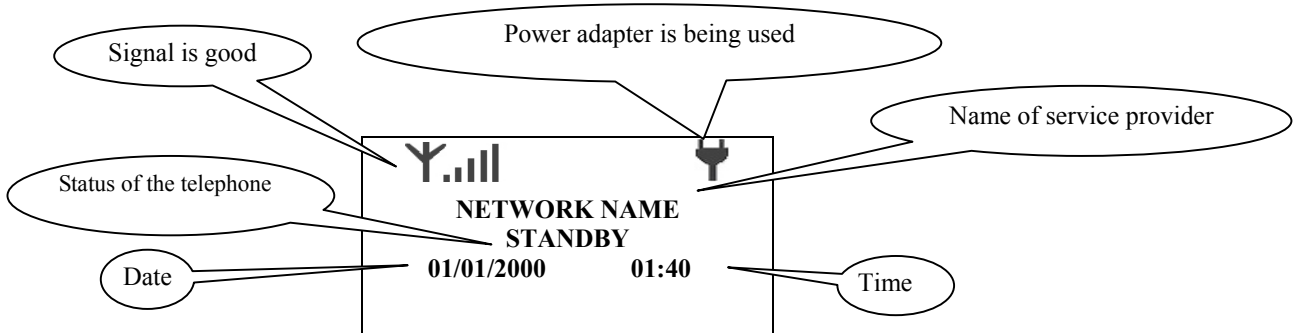 Power adapter is being used
Signal is good
Name of service provider
Status of the telephone
NETWORK NAME
STANDBY
01/01/2000 01:40
Date
Time